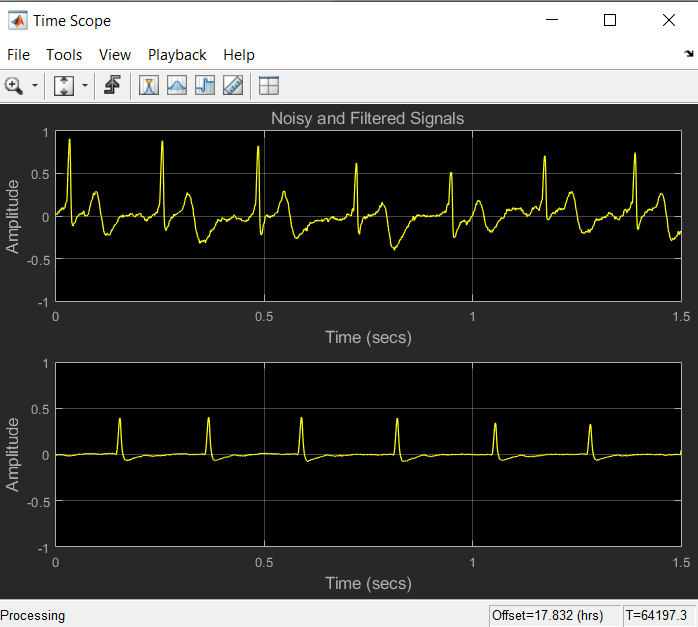 Time Scope
File Tools View Playback Help
Noisy and Filtered Signals
1
0.5
0
-0.5
-1
Amplitude
0 0.5 1 1.5
Time (secs)
1
0.5
0
-0.5
-1
Amplitude
0 0.5 1 1.5
Time (secs)
Processing Offset=17.832 (hrs) T=64197.3